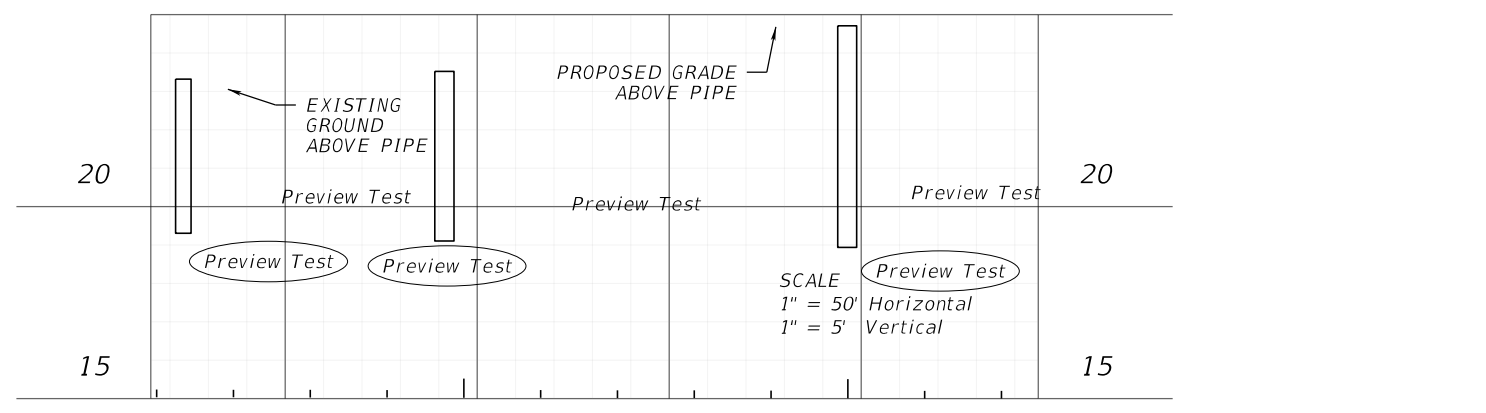 PROPOSED GRADE
ABOVE PIPE
EXISTING
GROUND
ABOVE PIPE
20
20
Preview Test
Preview Test
Preview Test
Preview Test
Preview Test
Preview Test
SCALE
1" = 50' Horizontal
1" = 5' Vertical
15
15